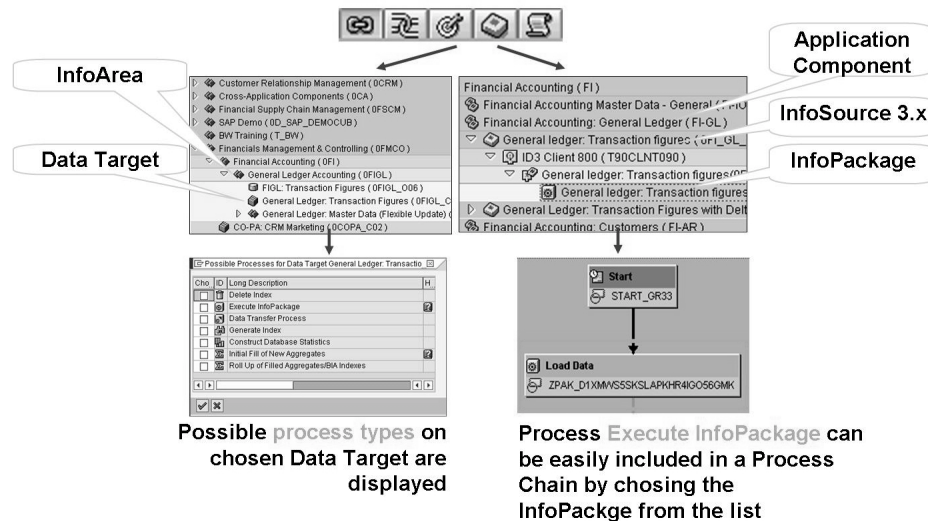 InfoArea
Data Target
Customer Relationship Management ( 0CRM )
Cross-Application Components ( 0CA )
Financial Supply Chain Management ( 0FSCM )
SAP Demo ( 0D_SAP_DEMOCUB )
BW Training ( T_BW )
Financials Management & Controlling ( 0FMCO )
Financial Accounting ( 0FI )
General Ledger Accounting ( 0FIGL )
FIGL: Transaction Figures ( 0FIGL_O06 )
General Ledger: Transaction Figures ( 0FIGL_C
General Ledger: Master Data (Flexible Update) (
CO-PA: CRM Marketing ( 0COPA_C02 )
Application
Component
InfoSource 3.x
InfoPackage
Financial Accounting ( FI )
Financial Accounting Master Data - General ( FI-IO
Financial Accounting: General Ledger ( FI-GL )
General ledger: Transaction figures ( 0FI_GL_
ID3 Client 800 ( T90CLNT090 )
General ledger: Transaction figures(0F
General ledger: Transaction figures
General Ledger: Transaction Figures with Delt
Financial Accounting: Customers ( FI-AR )
Possible Processes for Data Target General Ledger: Transactio
Cho ID Long Description H
Delete Index
Execute InfoPackage
Data Transfer Process
Generate Index
Construct Database Statistics
Initial Fill of New Aggregates
Roll Up of Filled Aggregates/BIA Indexes
Start
START_GR33
Load Data
ZPAK_D1XMWS5SKSLAPKHR4IGO56GMK
Possible process types on
chosen Data Target are
displayed
Process Execute InfoPackage can
be easily included in a Process
Chain by chosing the
InfoPackge from the list